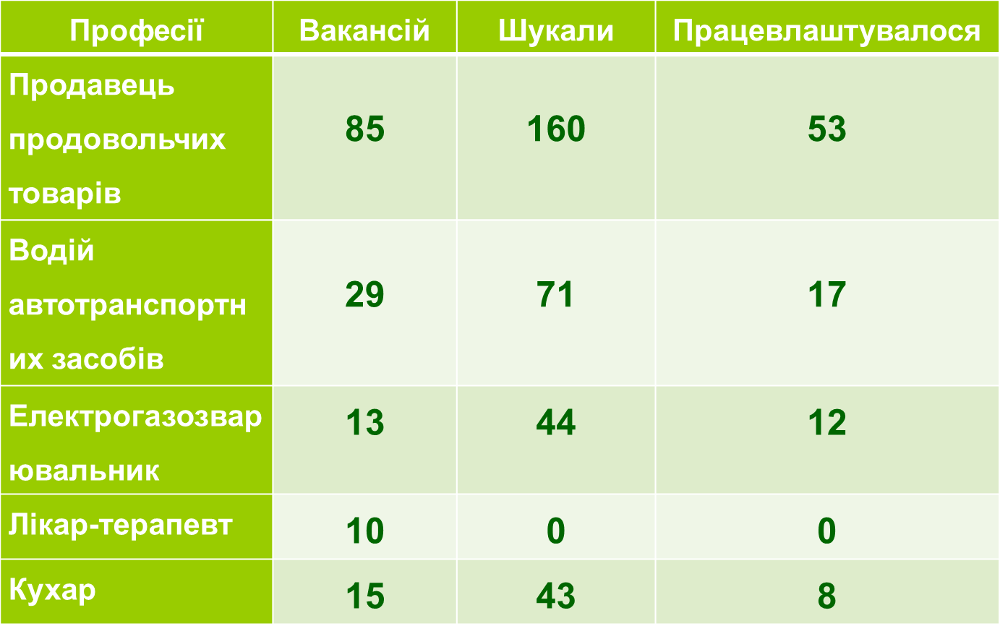 Професії Вакансій Шукали Працевлаштувалося
Продавець
продовольчих
товарів
85 160 53
Водій
автотранспортн
их засобів
29 71 17
Електрогазозвар
ювальник
13 44 12
Лікар-терапевт 10 0 0
Кухар 15 43 8